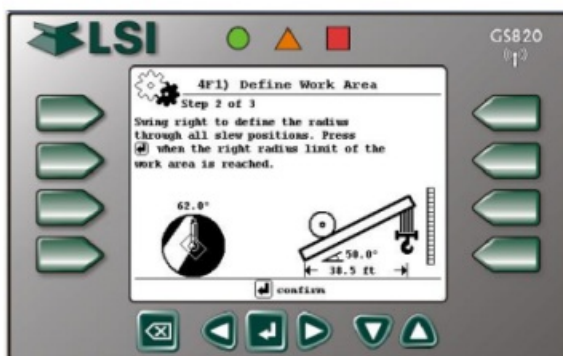 LSI
GS820
4F1) Define Work Area
Step 2 of 3
Swing right to define the radius
through all slew positions. Press
when the right radius limit of the
work area is reached.
62.0°
50.0°
38.5 ft
confirm